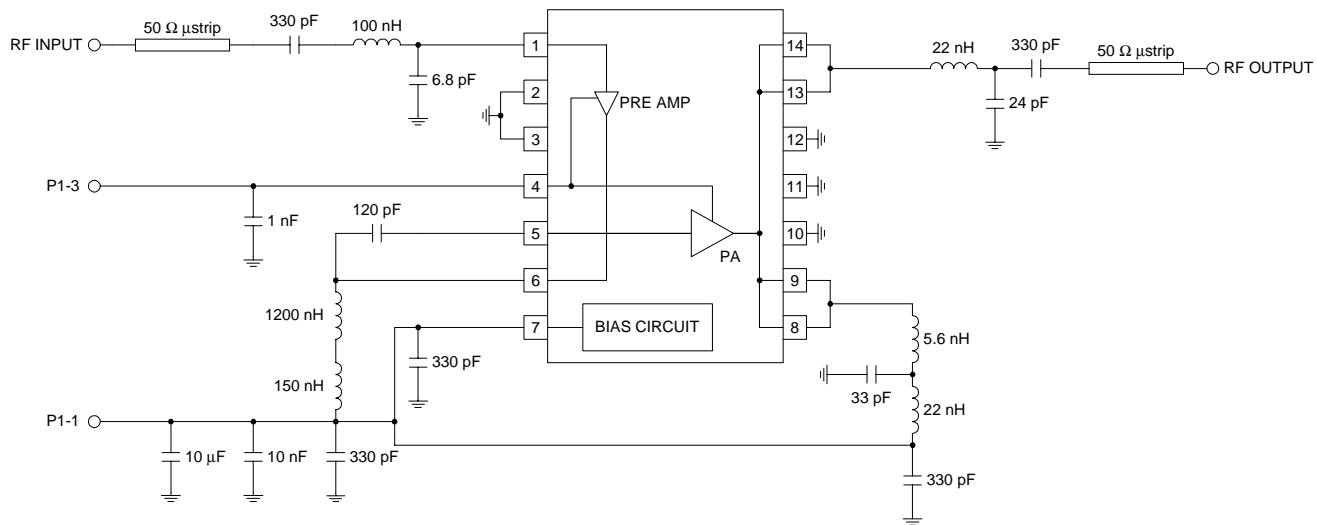 50 Ω μstrip
330 pF
100 nH
RF INPUT
6.8 pF
1
2
3
4
5
6
7
PRE AMP
PA
BIAS CIRCUIT
14
13
12
11
10
9
8
22 nH
330 pF
50 Ω μstrip
RF OUTPUT
24 pF
P1-3
1 nF
120 pF
1200 nH
150 nH
330 pF
5.6 nH
33 pF
22 nH
P1-1
10 μF
10 nF
330 pF
330 pF